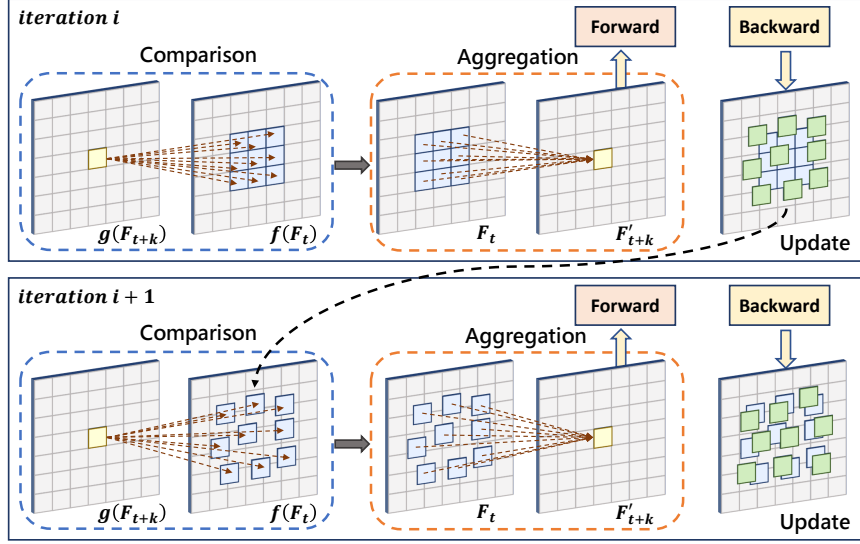 iteration i
Forward
Backward
Comparison
Aggregation
g(F_{t+k})
f(F_t)
F_t
F'_{t+k}
Update
iteration i + 1
Forward
Backward
Comparison
Aggregation
g(F_{t+k})
f(F_t)
F_t
F'_{t+k}
Update